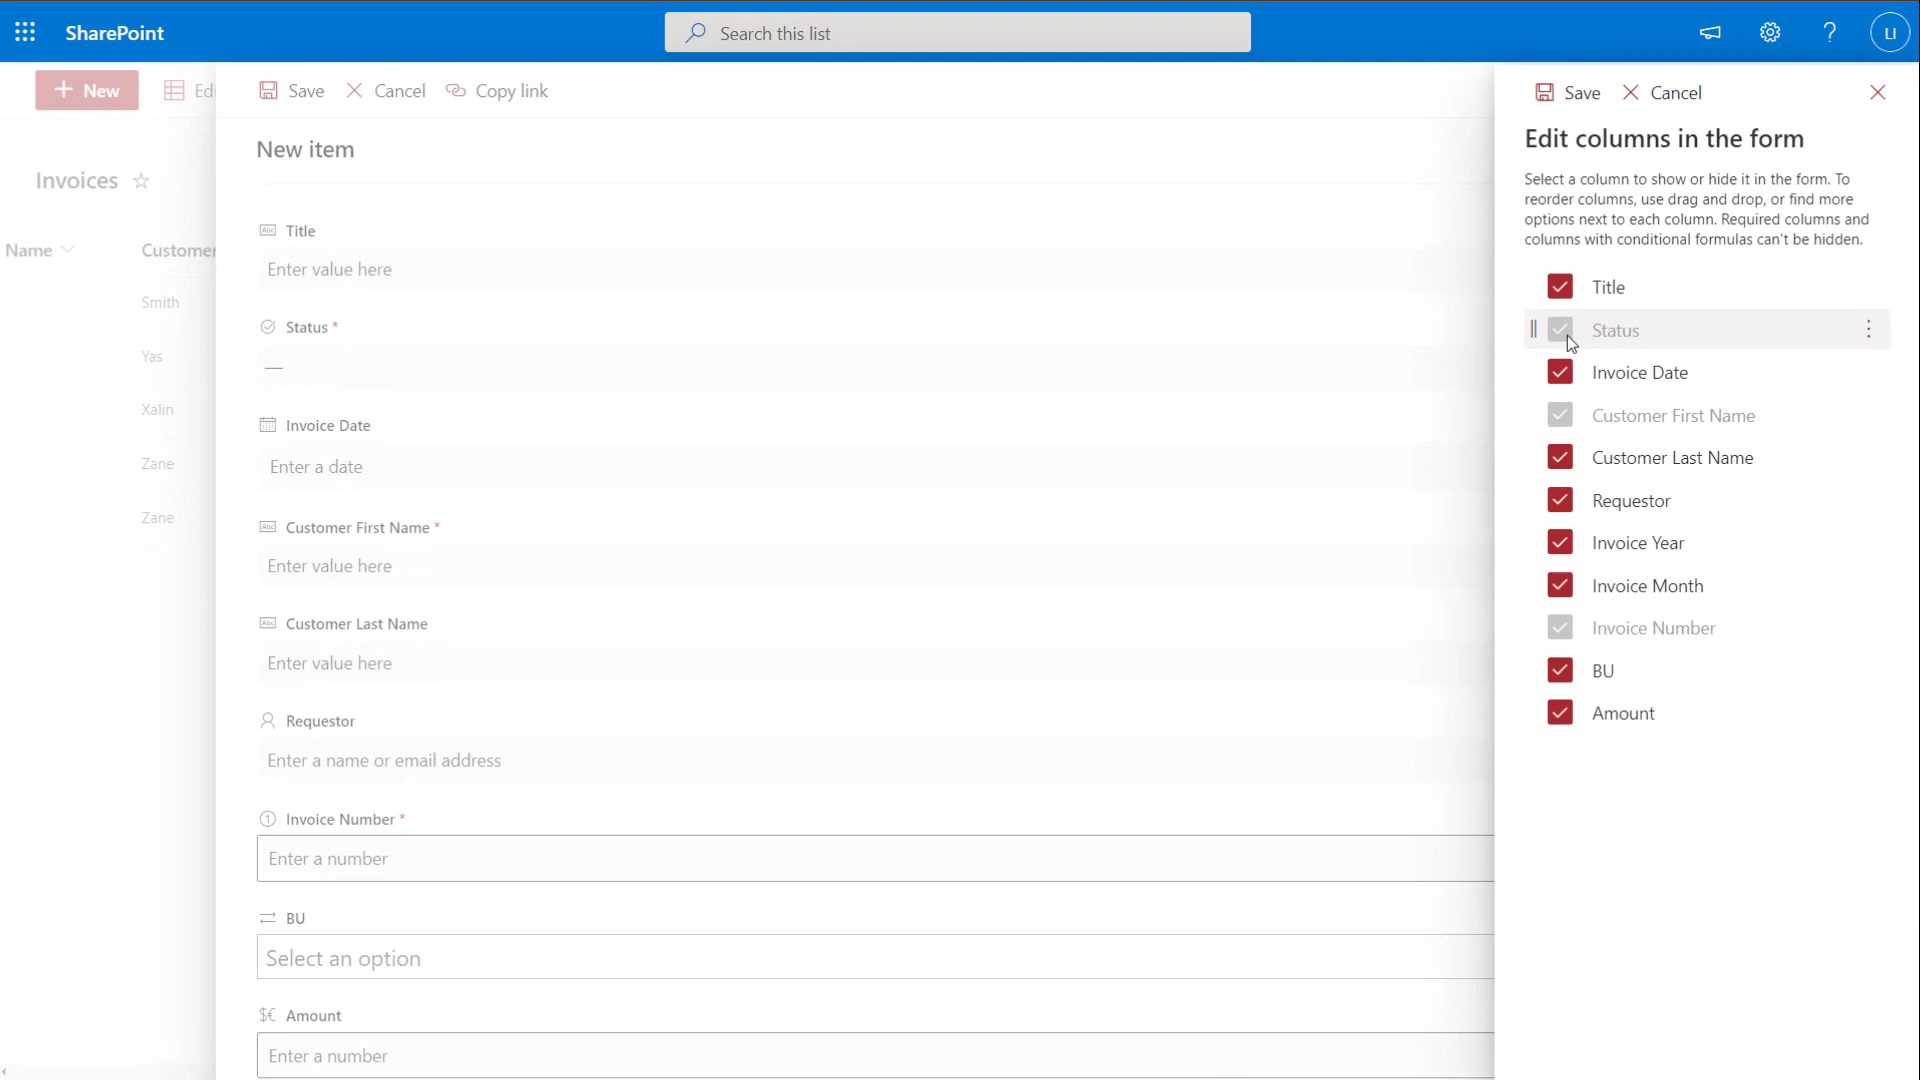 SharePoint
Search this list
LI
New
Edi
Save
Cancel
Copy link
Invoices
Name
Customer
Smith
Yas
Xalin
Zane
Zane
New item
Abc Title
Enter value here
Status *
—
Invoice Date
Enter a date
Abc Customer First Name *
Enter value here
Abc Customer Last Name
Enter value here
Requestor
Enter a name or email address
1 Invoice Number *
Enter a number
BU
Select an option
$€ Amount
Enter a number
Save
Cancel
Edit columns in the form
Select a column to show or hide it in the form. To
reorder columns, use drag and drop, or find more
options next to each column. Required columns and
columns with conditional formulas can't be hidden.
Title
Status
Invoice Date
Customer First Name
Customer Last Name
Requestor
Invoice Year
Invoice Month
Invoice Number
BU
Amount